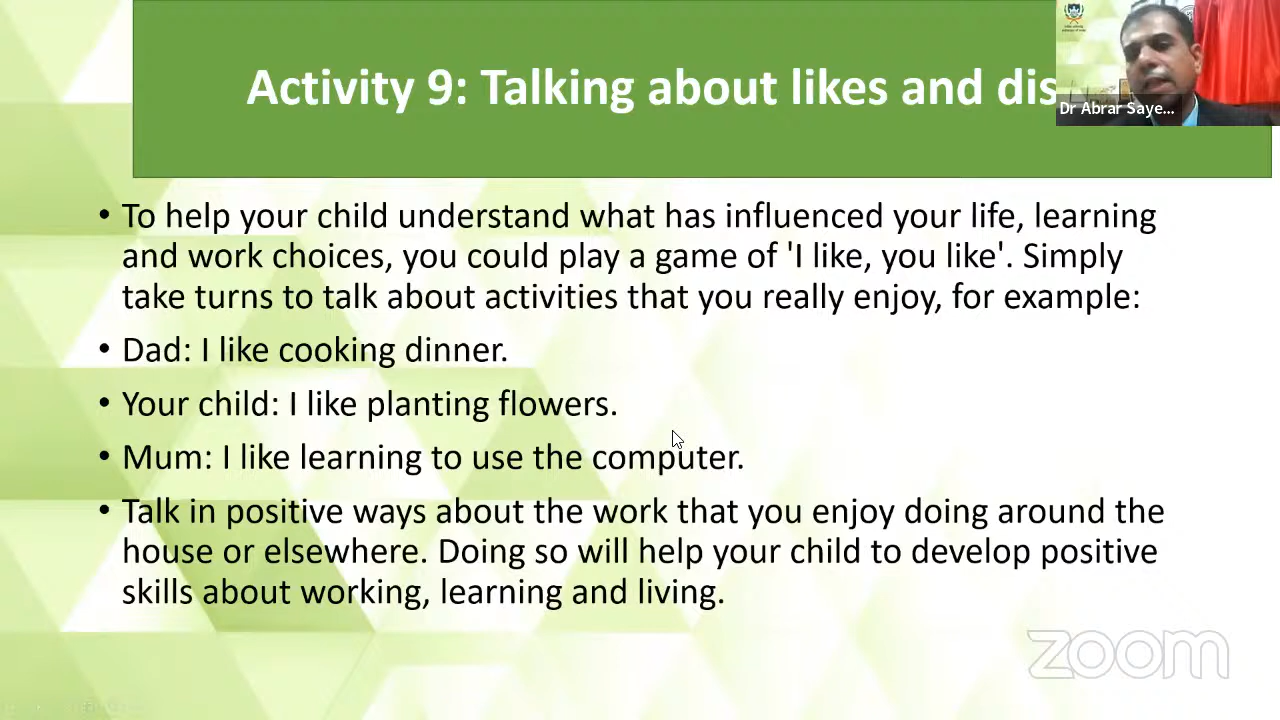 Activity 9: Talking about likes and dis
Dr Abrar Saye...
• To help your child understand what has influenced your life, learning
and work choices, you could play a game of 'I like, you like'. Simply
take turns to talk about activities that you really enjoy, for example:
• Dad: I like cooking dinner.
• Your child: I like planting flowers.
• Mum: I like learning to use the computer.
• Talk in positive ways about the work that you enjoy doing around the
house or elsewhere. Doing so will help your child to develop positive
skills about working, learning and living.
zoom